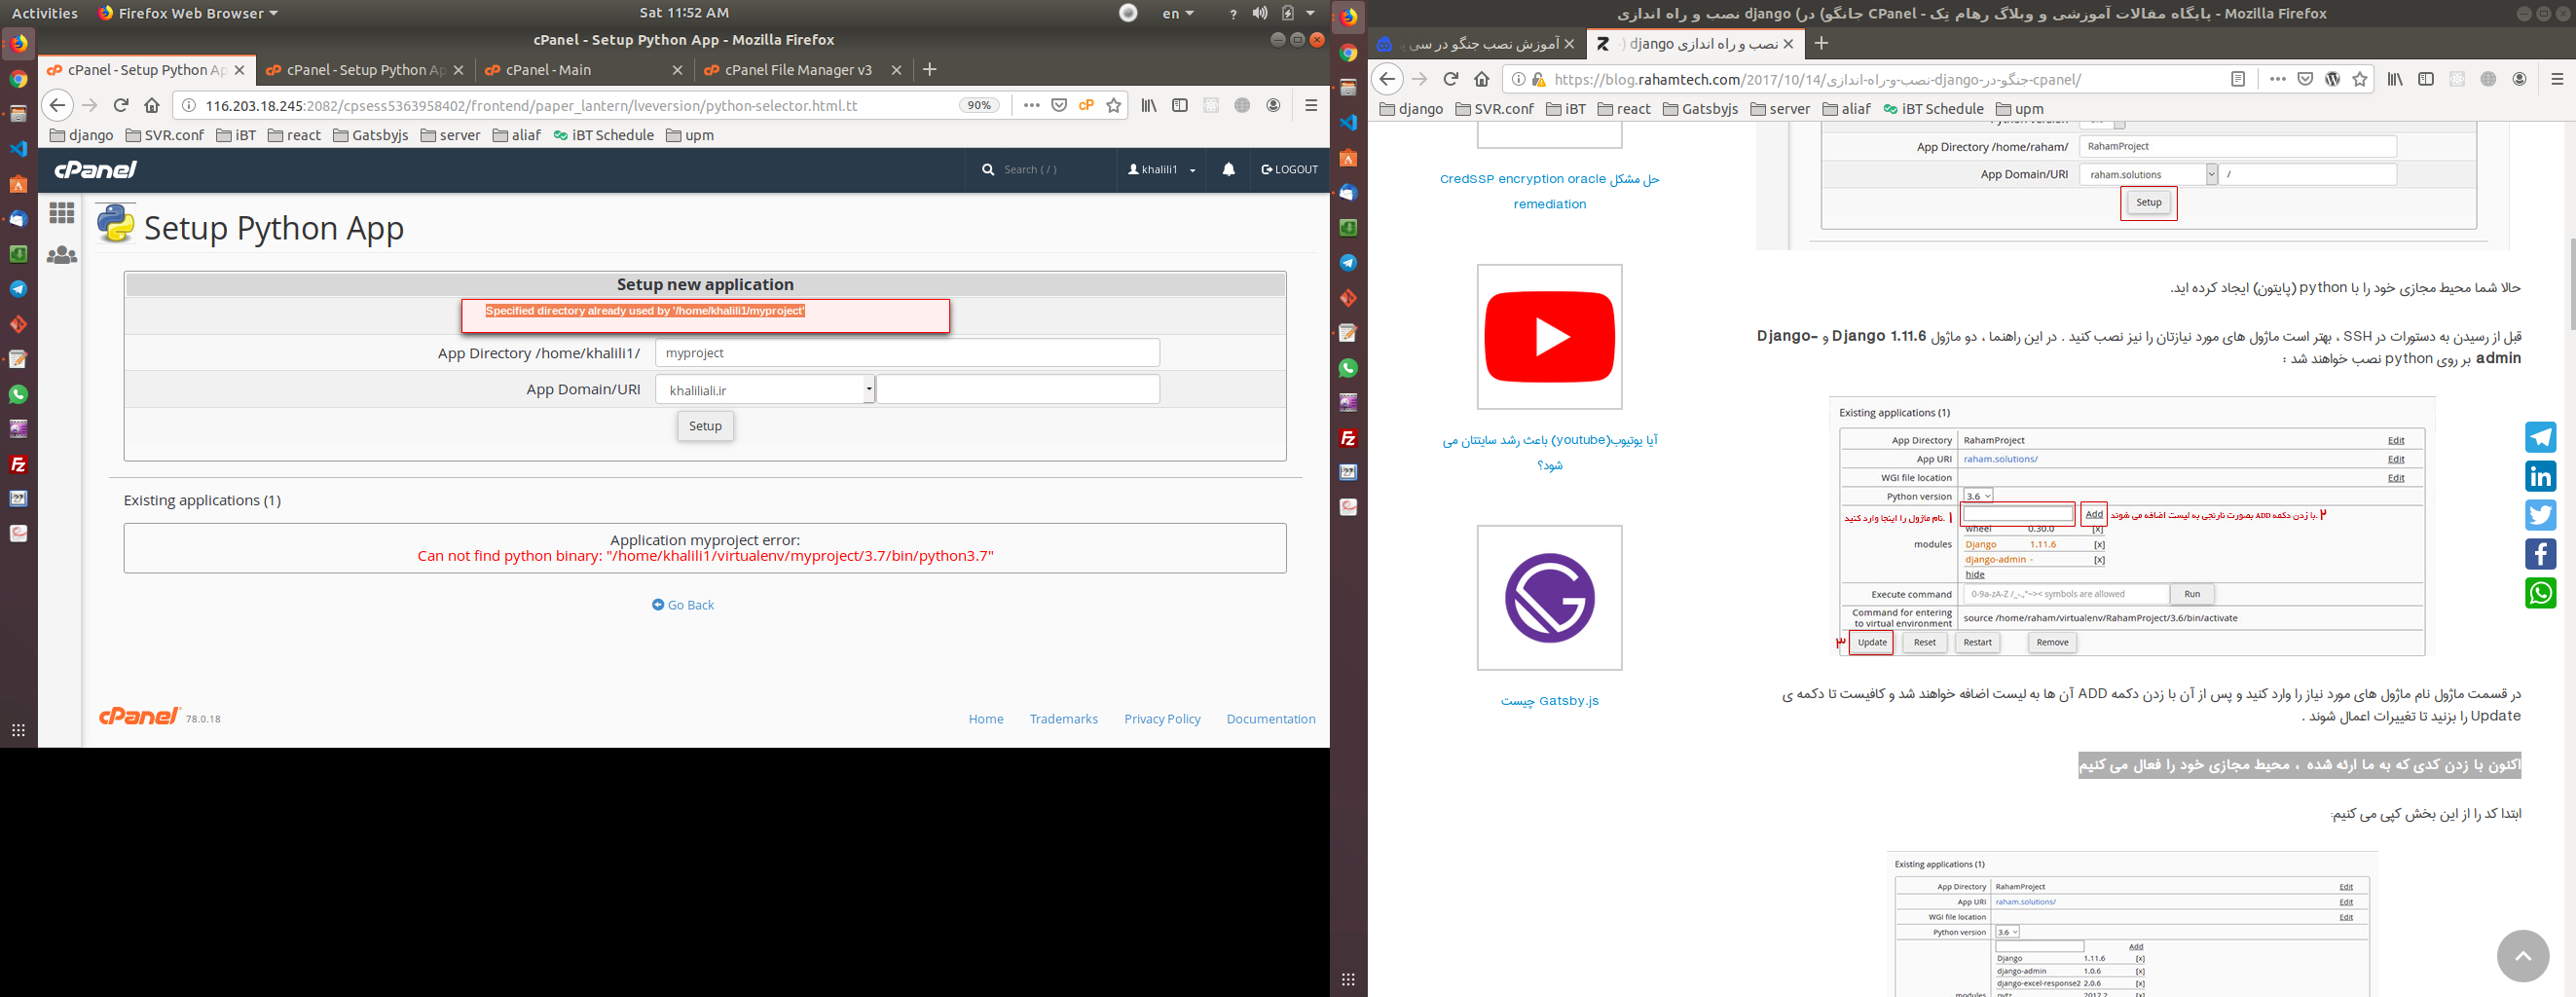 Activities
Firefox Web Browser
Sat 11:52 AM
en
cPanel - Setup Python App - Mozilla Firefox
cPanel - Setup Python Ap
cPanel - Setup Python Ap
cPanel - Main
cPanel File Manager v3
116.203.18.245:2082/cpsess5363958402/frontend/paper_lantern/lveversion/python-selector.html.tt
90%
django SVR.conf iBT react Gatsbyjs server aliaf iBT Schedule upm
cPanel
Search ( / )
khalili1
LOGOUT
Setup Python App
Setup new application
Specified directory already used by '/home/khalili1/myproject'
App Directory /home/khalili1/ myproject
App Domain/URI khaliliali.ir
Setup
Existing applications (1)
Application myproject error:
Can not find python binary: "/home/khalili1/virtualenv/myproject/3.7/bin/python3.7"
Go Back
cPanel 78.0.18
Home Trademarks Privacy Policy Documentation
نصب و راه اندازی django جانگو) در) CPanel - پایگاه مقالات آموزشی و وبلاگ رهام تِک - Mozilla Firefox
آموزش نصب جنگو در سی پ
نصب و راه اندازی django
https://blog.rahamtech.com/2017/10/14/نصب-و-راه-اندازی-django-جنگو-در-cpanel/
django SVR.conf iBT react Gatsbyjs server aliaf iBT Schedule upm
App Directory /home/raham/ RahamProject
App Domain/URI raham.solutions /
Setup
حل مشکل CredSSP encryption oracle remediation
آیا یوتیوب(youtube) باعث رشد سایتتان می شود؟
Gatsby.js چیست
حالا شما محیط مجازی خود را با python (پایتون) ایجاد کرده اید.
قبل از رسیدن به دستورات در SSH ، بهتر است ماژول های مورد نیازتان را نیز نصب کنید . در این راهنما ، دو ماژول Django 1.11.6 و Django-
admin بر روی python نصب خواهند شد :
Existing applications (1)
App Directory RahamProject Edit
App URI raham.solutions/ Edit
WGI file location Edit
Python version 3.6
۱ .نام ماژول را اینجا وارد کنید
Add
۲ .با زدن دکمه ADD بصورت نارنجی به لیست اضافه می شوند
wheel 0.30.0 [x]
modules Django 1.11.6 [x]
django-admin - [x]
hide
Execute command 0-9a-zA-Z /_-.,"~>< symbols are allowed Run
Command for entering
to virtual environment source /home/raham/virtualenv/RahamProject/3.6/bin/activate
۳ Update Reset Restart Remove
در قسمت ماژول نام ماژول های مورد نیاز را وارد کنید و پس از آن با زدن دکمه ADD آن ها به لیست اضافه خواهند شد و کافیست تا دکمه ی
Update را بزنید تا تغییرات اعمال شوند .
اکنون با زدن کدی که به ما ارئه شده ، محیط مجازی خود را فعال می کنیم
ابتدا کد را از این بخش کپی می کنیم:
Existing applications (1)
App Directory RahamProject Edit
App URI raham.solutions/ Edit
WGI file location Edit
Python version 3.6
Add
Django 1.11.6 [x]
django-admin 1.0.6 [x]
django-excel-response2 2.0.6 [x]
modules pytz 2017.2 [x]